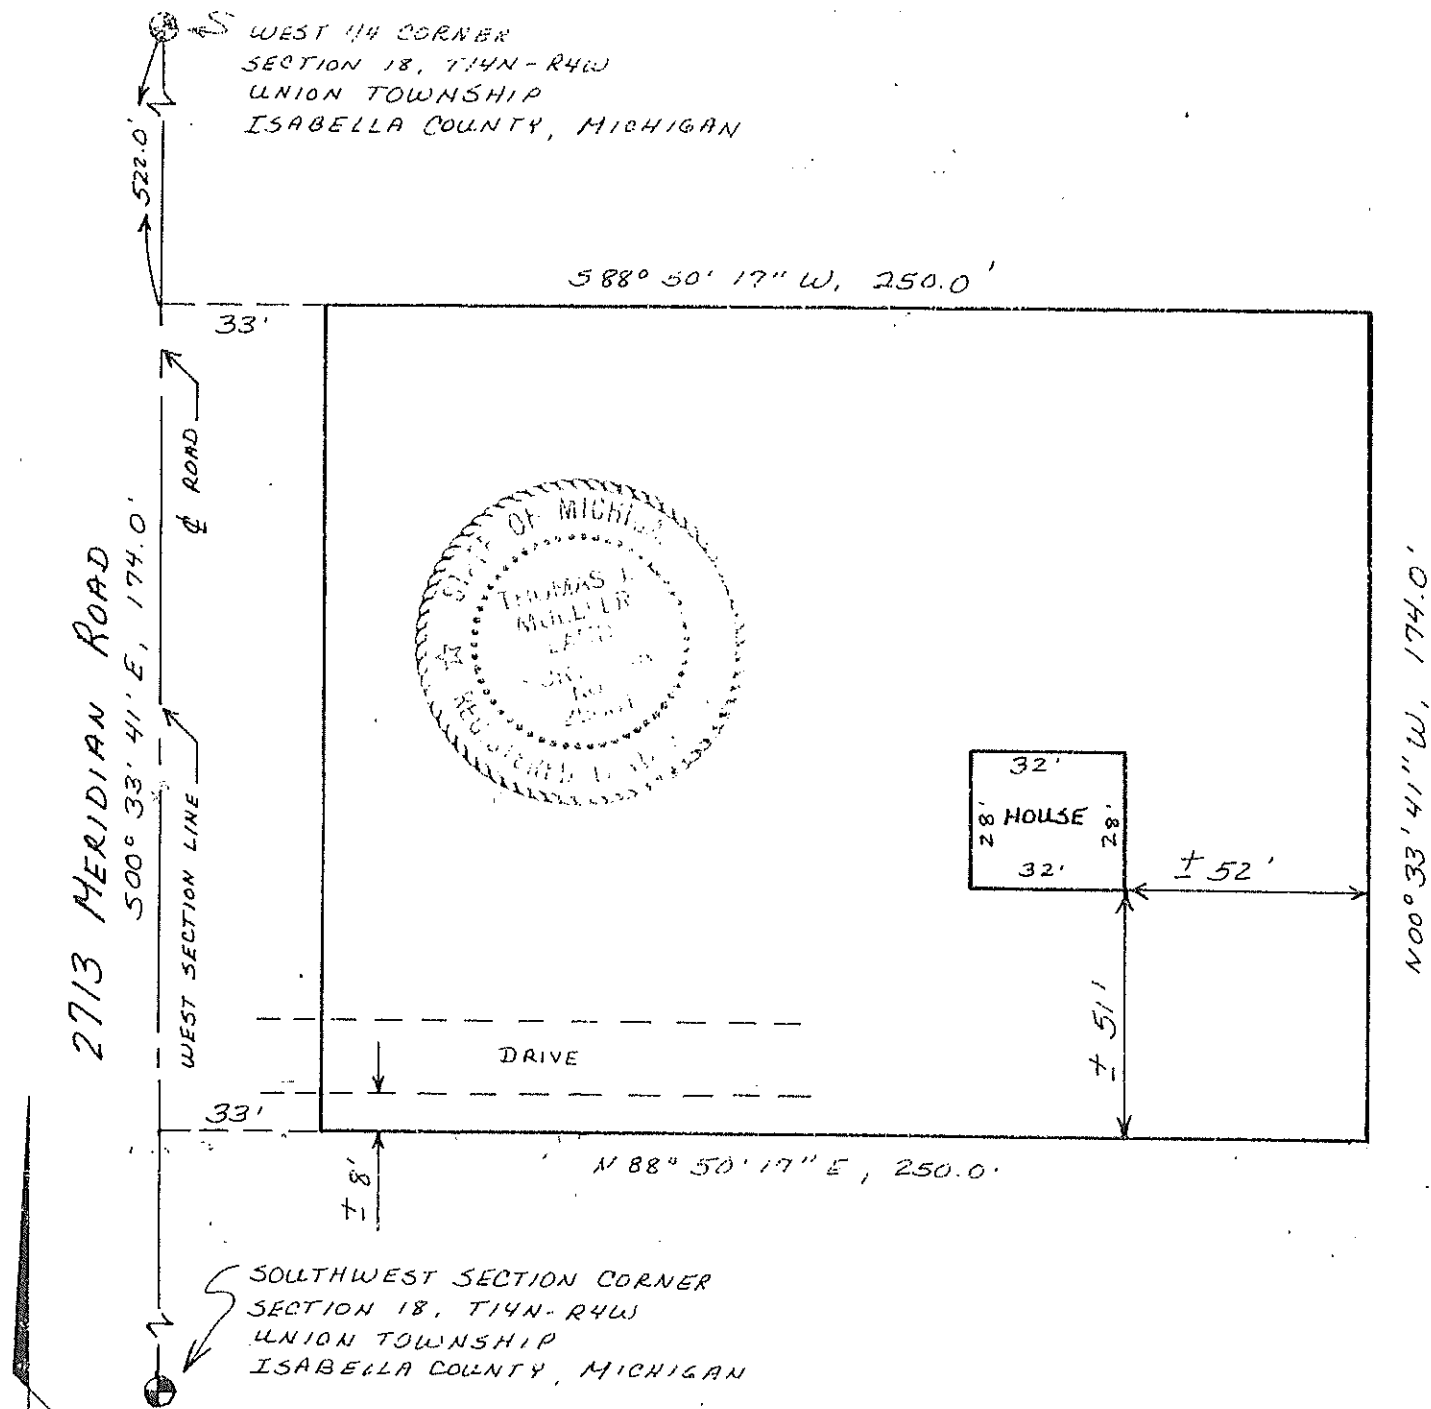 S WEST 1/4 CORNER
SECTION 18, T14N-R4W
UNION TOWNSHIP
ISABELLA COUNTY, MICHIGAN
522.0'
S 88° 50' 17" W, 250.0'
33'
℄ ROAD
2713 MERIDIAN ROAD
S00° 33' 41" E, 174.0'
WEST SECTION LINE
STATE OF
THOMAS
LAND
REGISTERED
N00° 33' 41" W, 174.0'
32'
28' HOUSE 28'
32'
± 52'
± 51'
DRIVE
33'
± 8'
N 88° 50' 17" E, 250.0'
SOUTHWEST SECTION CORNER
SECTION 18, T14N-R4W
UNION TOWNSHIP
ISABELLA COUNTY, MICHIGAN